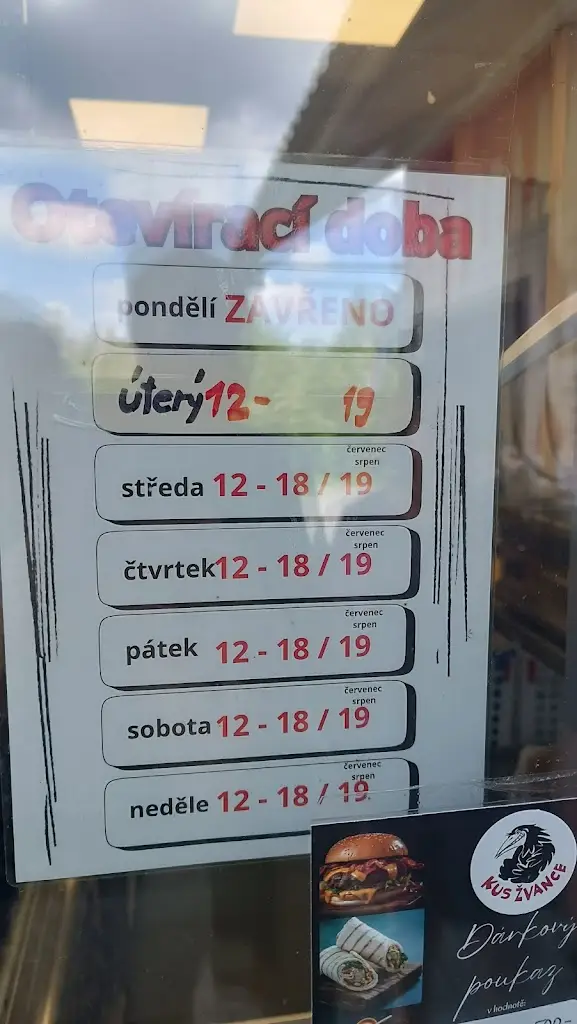 Otevírací doba
pondělí ZAVŘENO
úterý 12- 19
červenec
srpen
středa 12 - 18 / 19
červenec
srpen
čtvrtek 12 - 18 / 19
červenec
srpen
pátek 12 - 18 / 19
červenec
srpen
sobota 12 - 18 / 19
červenec
srpen
neděle 12 - 18 / 19
KUS ŽVANCE
Dárkový
poukaz
v hodnotě: